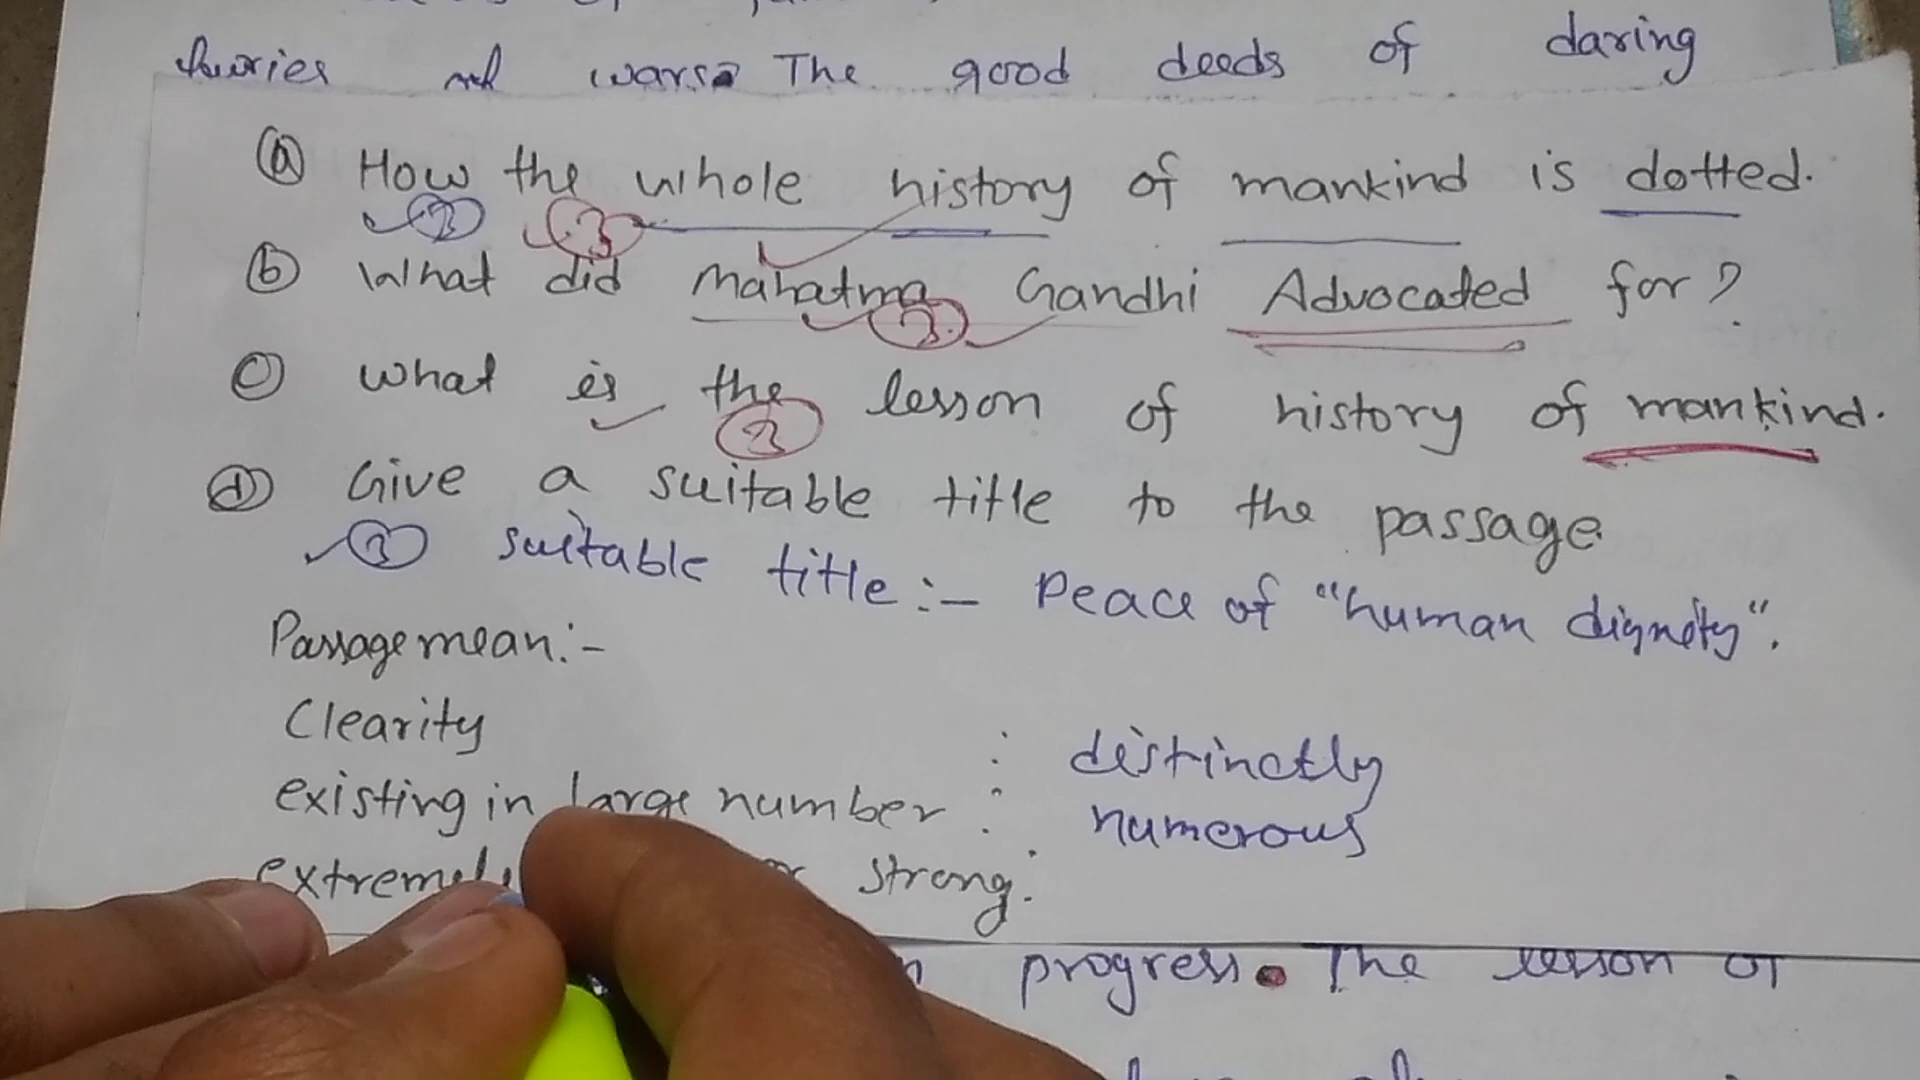 and wars. The good deeds of daring
(a) How the whole history of mankind is dotted.
(b) What did Mahatma Gandhi Advocated for?
(c) What is the lesson of history of mankind.
(d) Give a suitable title to the passage
suitable title:- Peace of "human dignity".
Passage mean:-
Clearity : distinctly
existing in large number : numerous
strong:
progress. The lesson of